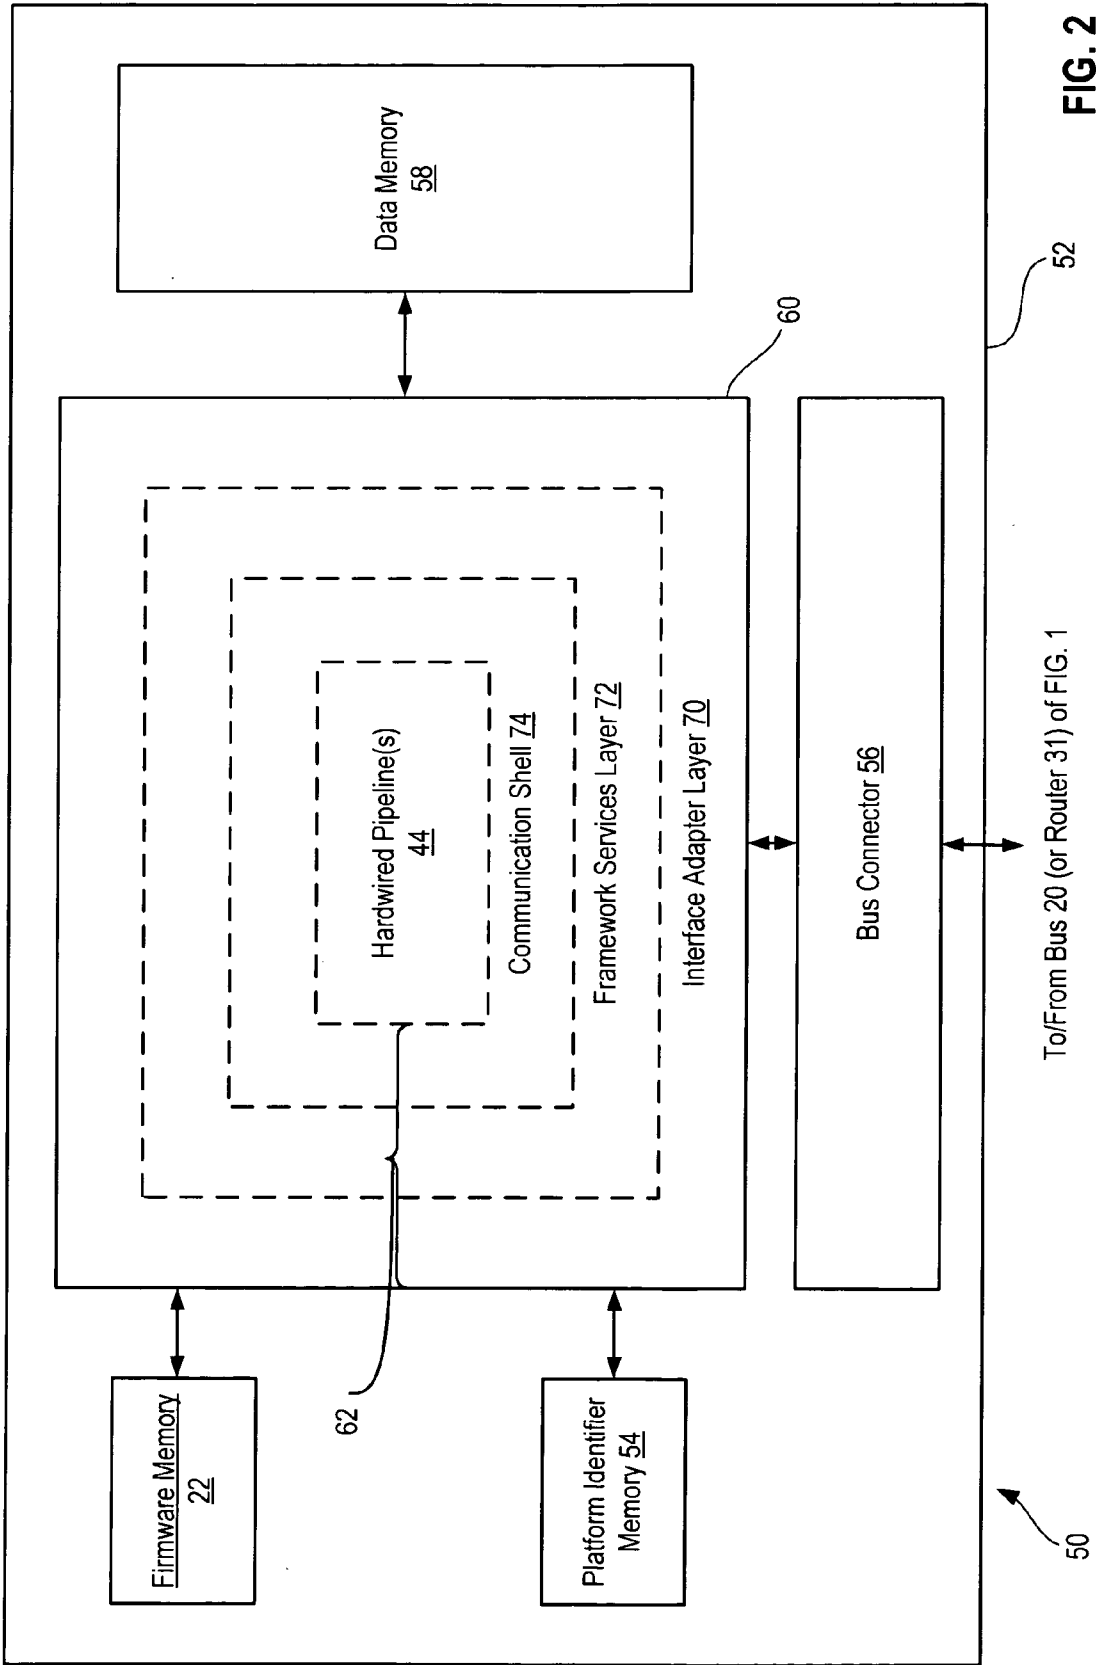 Firmware Memory
22
Platform Identifier
Memory 54
62
Hardwired Pipeline(s)
44
Communication Shell 74
Framework Services Layer 72
Interface Adapter Layer 70
60
Data Memory
58
Bus Connector 56
52
50
To/From Bus 20 (or Router 31) of FIG. 1
FIG. 2